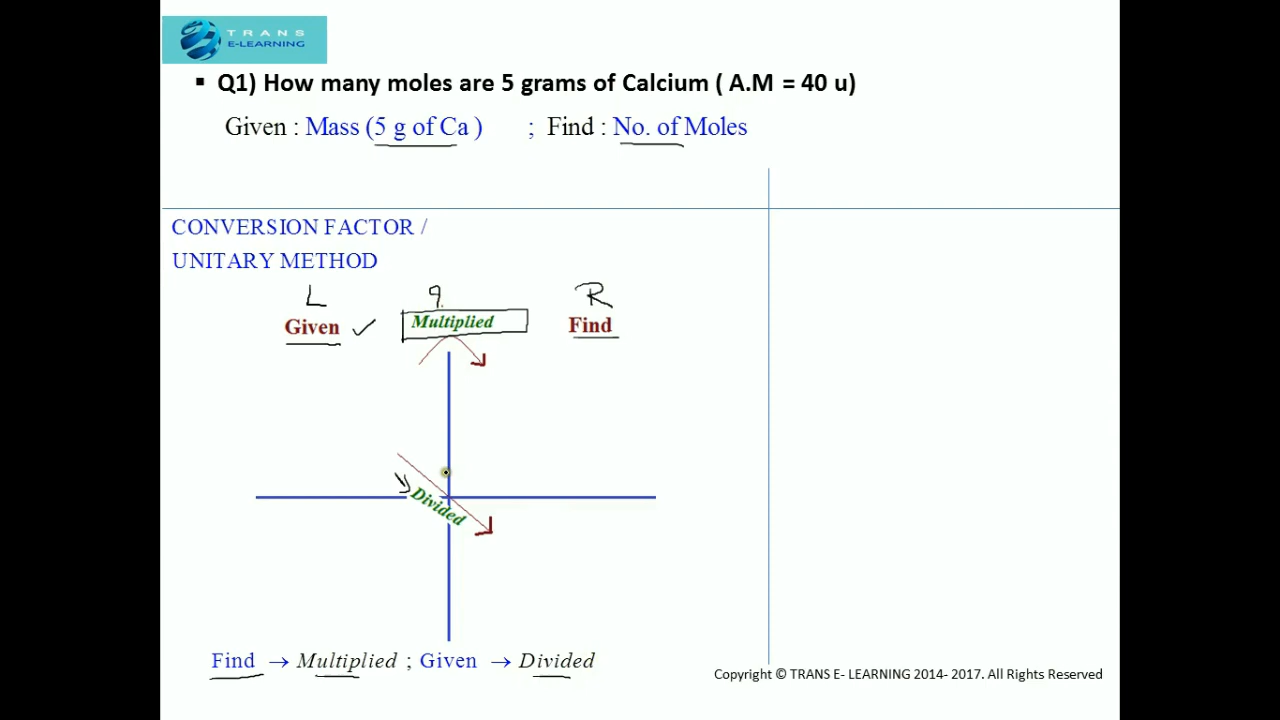 TRANS
E-LEARNING
▪ Q1) How many moles are 5 grams of Calcium ( A.M = 40 u)
Given : Mass (5 g of Ca ) ; Find : No. of Moles
CONVERSION FACTOR /
UNITARY METHOD
L 9 R
Given ✓ Multiplied Find
Divided
Find → Multiplied ; Given → Divided
Copyright © TRANS E- LEARNING 2014- 2017. All Rights Reserved